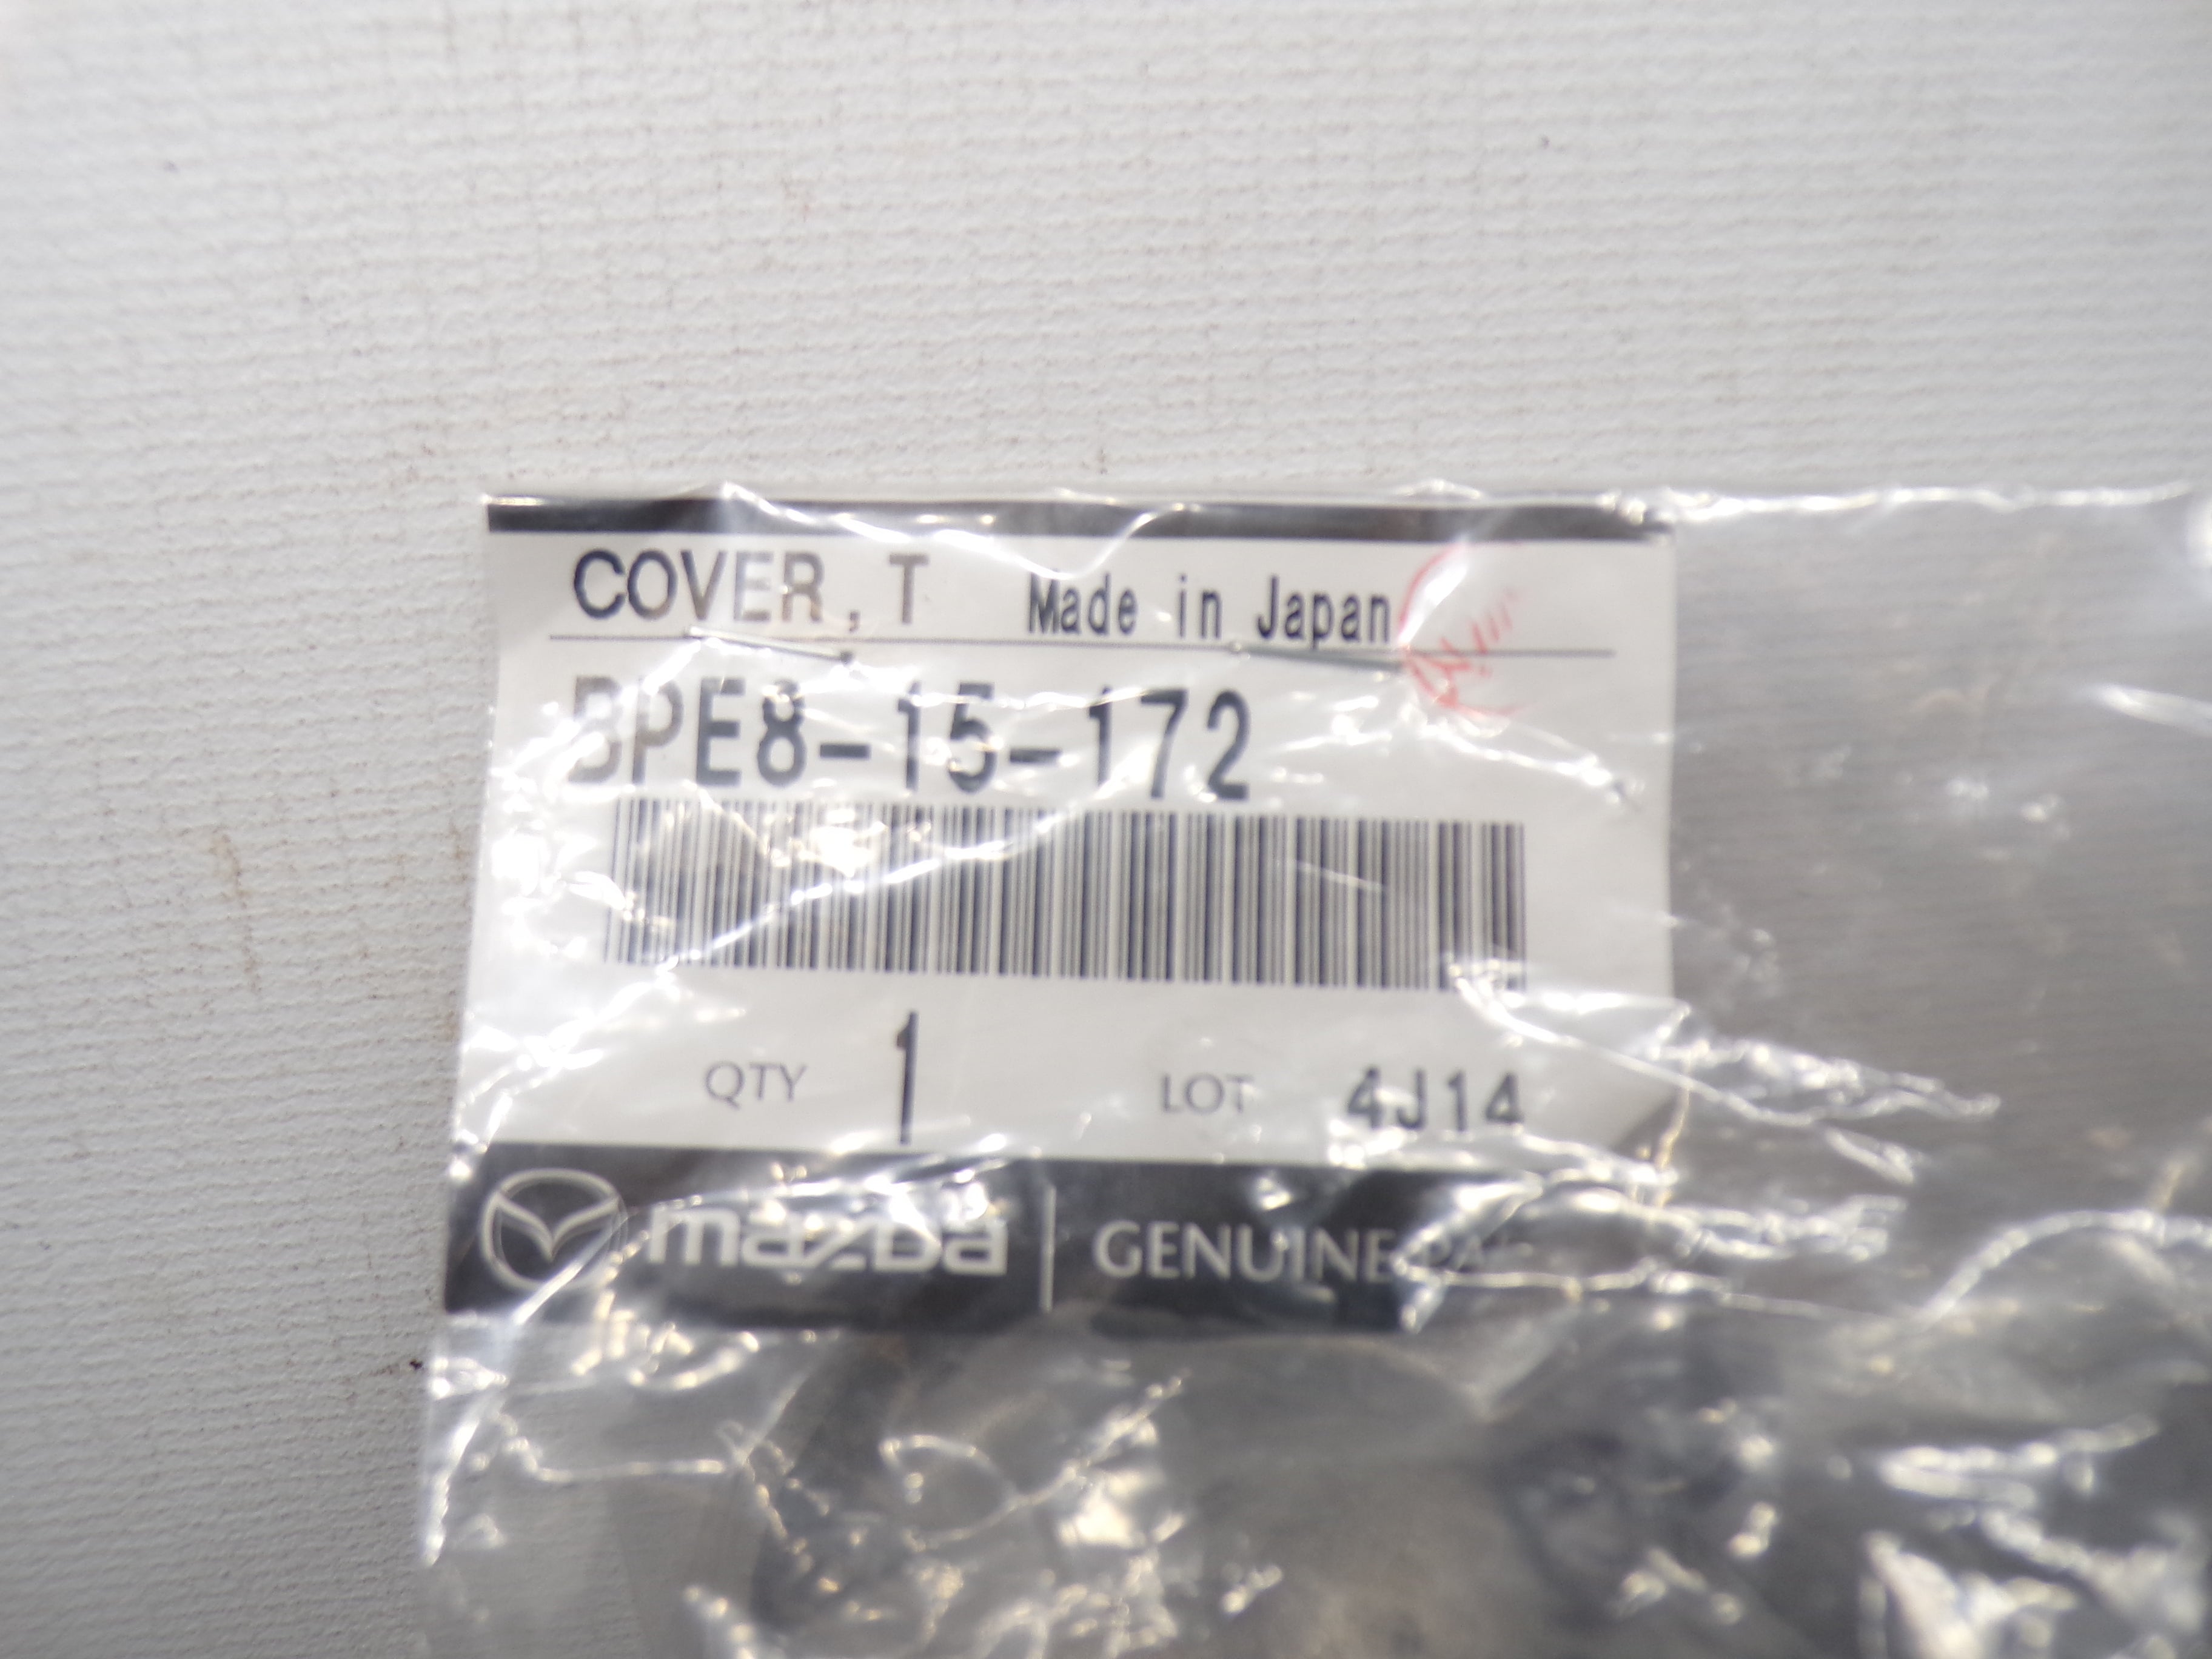 COVER, T Made in Japan
BPE8-15-172
QTY 1 LOT 4J14
mazda GENUINE